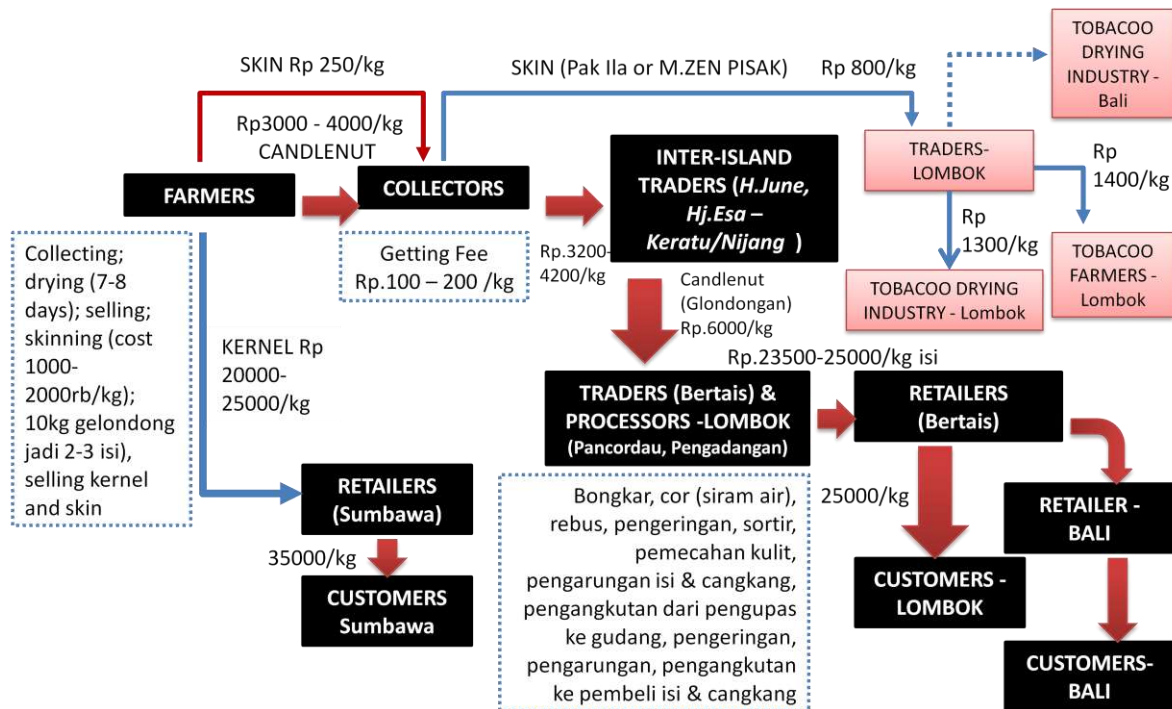 SKIN Rp 250/kg
SKIN (Pak Ila or M.ZEN PISAK)
Rp 800/kg
TOBACOO
DRYING
INDUSTRY -
Bali
Rp3000 - 4000/kg
CANDLENUT
FARMERS
COLLECTORS
INTER-ISLAND
TRADERS (H.June,
Hj.Esa –
Keratu/Nijang )
TRADERS-
LOMBOK
Rp
1400/kg
Rp
1300/kg
TOBACOO
FARMERS -
Lombok
TOBACOO DRYING
INDUSTRY - Lombok
Getting Fee
Rp.100 – 200 /kg
Rp.3200-
4200/kg
Collecting;
drying (7-8
days); selling;
skinning (cost
1000-
2000rb/kg);
10kg gelondong
jadi 2-3 isi),
selling kernel
and skin
KERNEL Rp
20000-
25000/kg
Candlenut
(Glondongan)
Rp.6000/kg
Rp.23500-25000/kg isi
TRADERS (Bertais) &
PROCESSORS -LOMBOK
(Pancordau, Pengadangan)
RETAILERS
(Bertais)
RETAILERS
(Sumbawa)
35000/kg
CUSTOMERS
Sumbawa
Bongkar, cor (siram air),
rebus, pengeringan, sortir,
pemecahan kulit,
pengarungan isi & cangkang,
pengangkutan dari pengupas
ke gudang, pengeringan,
pengarungan, pengangkutan
ke pembeli isi & cangkang
25000/kg
CUSTOMERS -
LOMBOK
RETAILER -
BALI
CUSTOMERS-
BALI